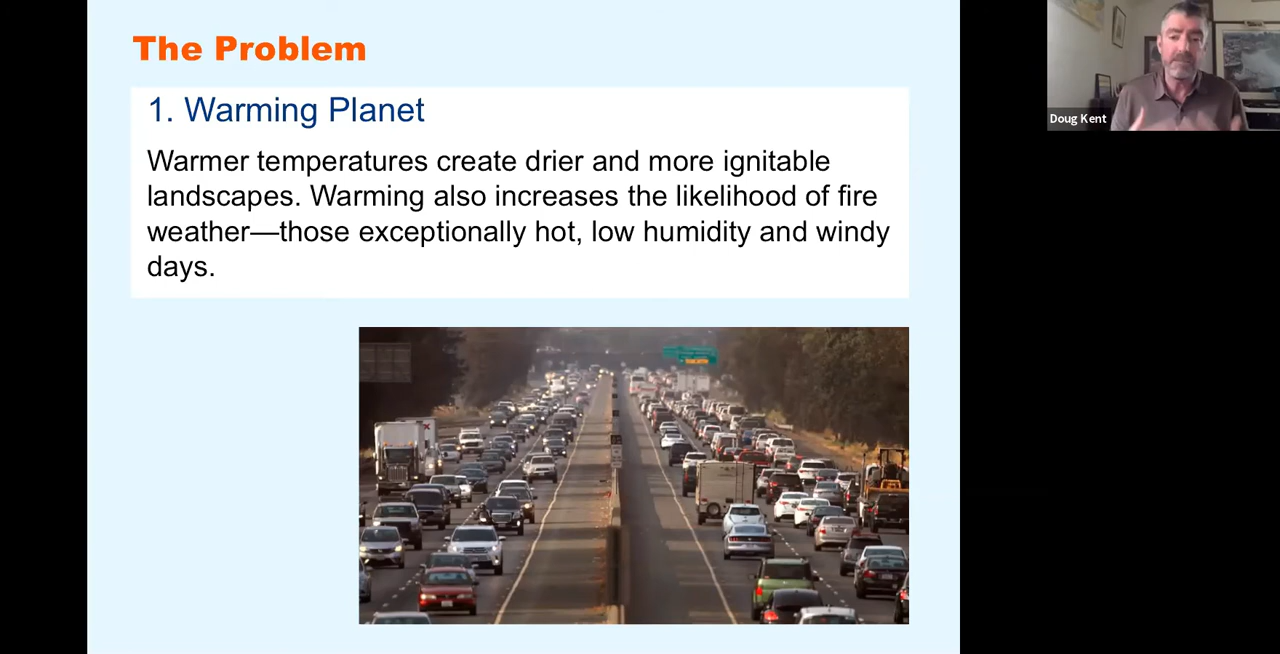 The Problem
1. Warming Planet
Warmer temperatures create drier and more ignitable
landscapes. Warming also increases the likelihood of fire
weather—those exceptionally hot, low humidity and windy
days.
Doug Kent